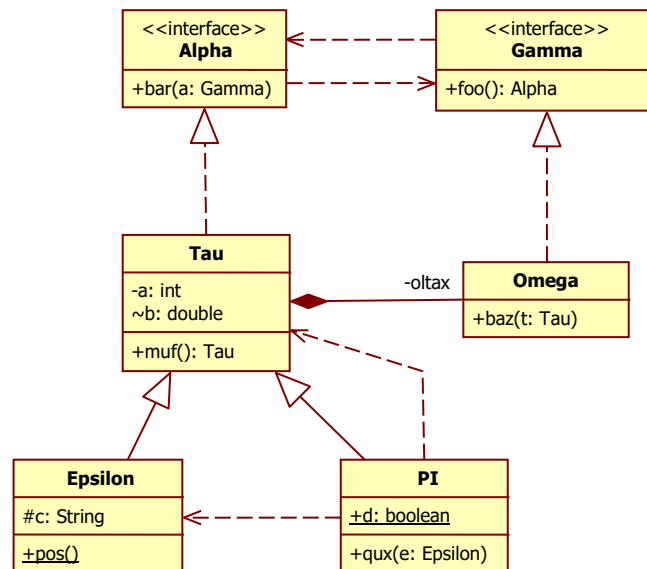 <<interface>>
Alpha
+bar(a: Gamma)
<<interface>>
Gamma
+foo(): Alpha
Tau
-a: int
~b: double
+muf(): Tau
-oltax
Omega
+baz(t: Tau)
Epsilon
#c: String
+pos()
PI
+d: boolean
+qux(e: Epsilon)